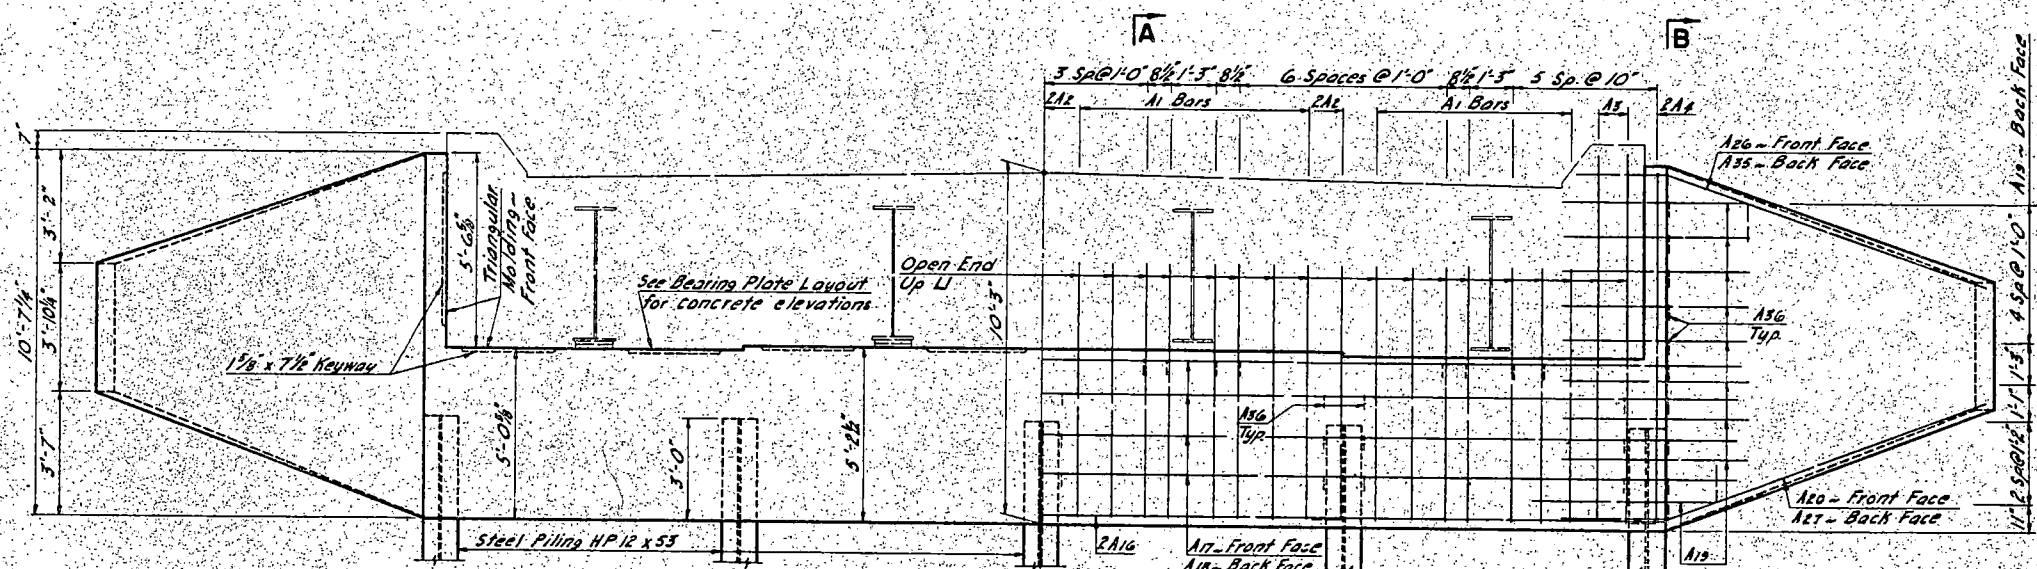 A
B
3 Sp@1'-0" 8½" 1'-3" 8½" 6 Spaces @ 1'-0" 8½" 1'-3" 5 Sp. @ 10"
2A2 A1 Bars 2A2 A1 Bars A3 2A4
A19 ~ Back Face
A26 ~ Front Face
A35 ~ Back Face
7"
3'-2"
10'-7¼"
3'-10¼"
3'-7"
5'-6⅝"
Triangular
Molding ~
Front Face
See Bearing Plate Layout
for concrete elevations
Open End
Up ⊔
10'-3"
1⅝ x 7½" Keyway
A36
Typ.
A36
Typ.
4 Sp @ 1'-0"
1'-3"
1'-1"
2 Sp@1'-2"
11"
5'-0⅝"
3'-0"
5'-2½"
Steel Piling HP 12 x 53
2A16
A17 ~ Front Face
A18 ~ Back Face
A20 ~ Front Face
A27 ~ Back Face
A19